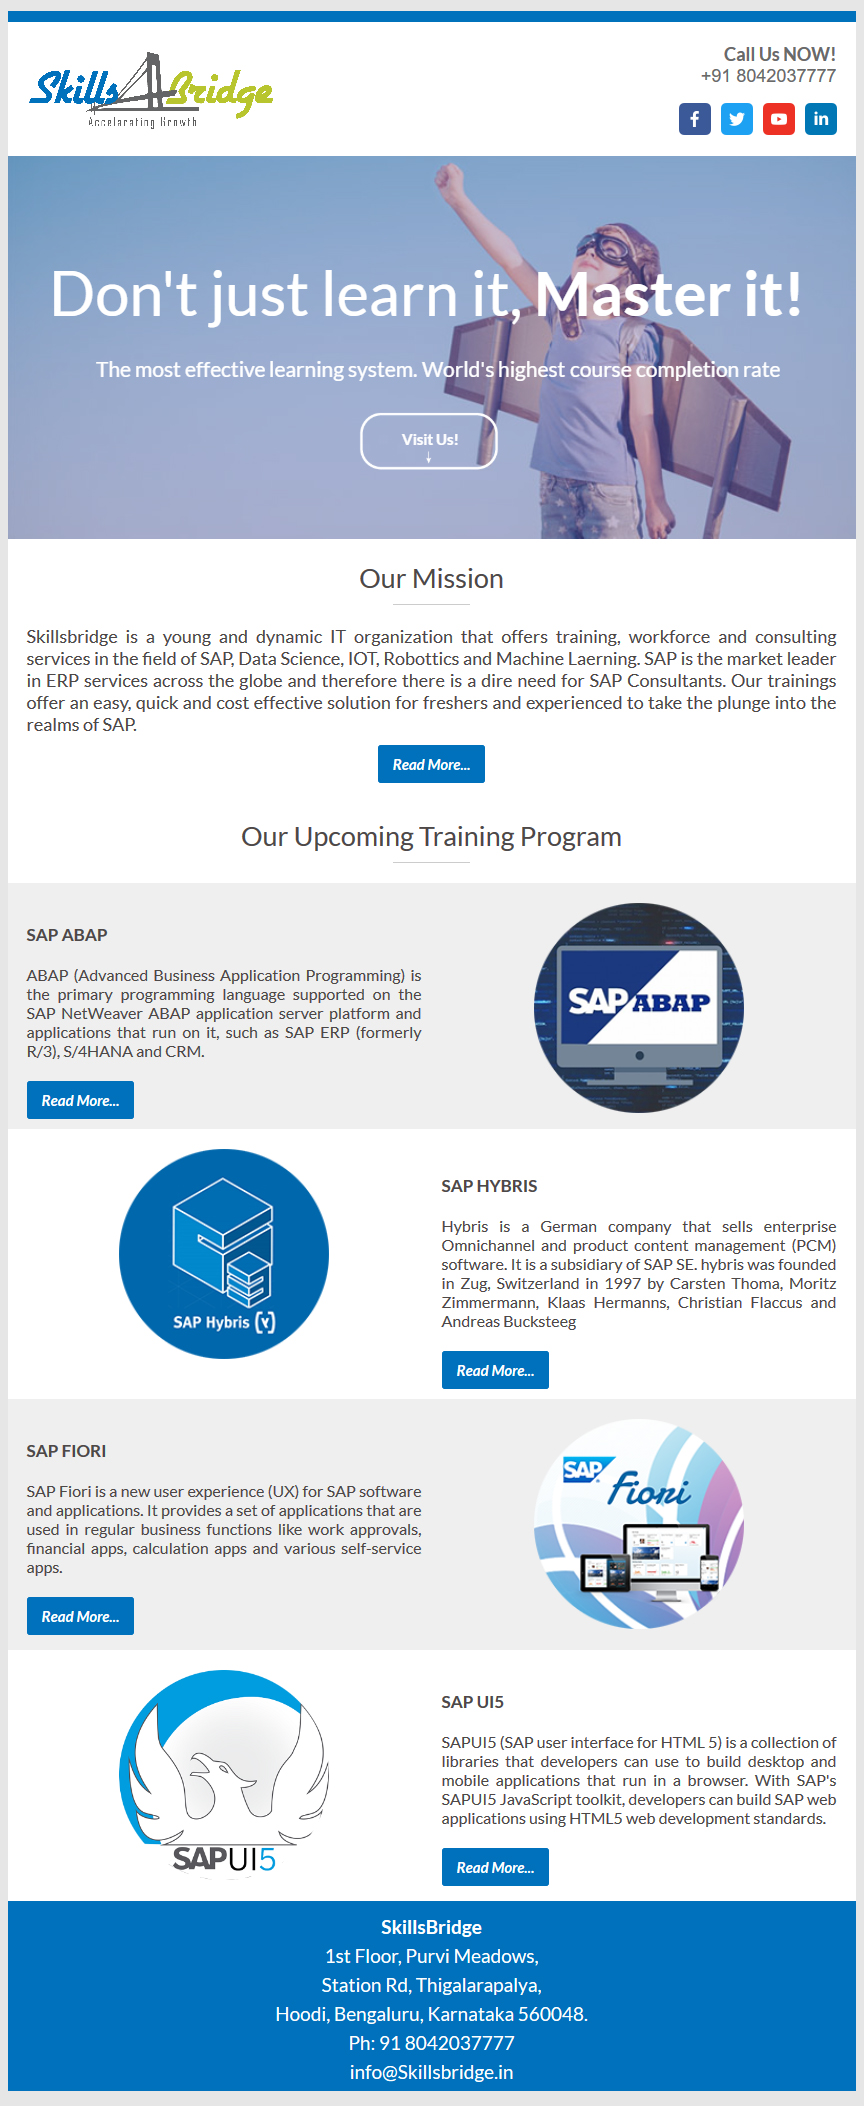 Skills Bridge
Accelarating Growth
Call Us NOW!
+91 8042037777
Don't just learn it, Master it!
The most effective learning system. World's highest course completion rate
Visit Us!
Our Mission
Skillsbridge is a young and dynamic IT organization that offers training, workforce and consulting
services in the field of SAP, Data Science, IOT, Robottics and Machine Laerning. SAP is the market leader
in ERP services across the globe and therefore there is a dire need for SAP Consultants. Our trainings
offer an easy, quick and cost effective solution for freshers and experienced to take the plunge into the
realms of SAP.
Read More...
Our Upcoming Training Program
SAP ABAP
ABAP (Advanced Business Application Programming) is
the primary programming language supported on the
SAP NetWeaver ABAP application server platform and
applications that run on it, such as SAP ERP (formerly
R/3), S/4HANA and CRM.
Read More...
SAP ABAP
SAP Hybris (y)
SAP HYBRIS
Hybris is a German company that sells enterprise
Omnichannel and product content management (PCM)
software. It is a subsidiary of SAP SE. hybris was founded
in Zug, Switzerland in 1997 by Carsten Thoma, Moritz
Zimmermann, Klaas Hermanns, Christian Flaccus and
Andreas Bucksteeg
Read More...
SAP FIORI
SAP Fiori is a new user experience (UX) for SAP software
and applications. It provides a set of applications that are
used in regular business functions like work approvals,
financial apps, calculation apps and various self-service
apps.
Read More...
SAP Fiori
SAPUI5
SAP UI5
SAPUI5 (SAP user interface for HTML 5) is a collection of
libraries that developers can use to build desktop and
mobile applications that run in a browser. With SAP's
SAPUI5 JavaScript toolkit, developers can build SAP web
applications using HTML5 web development standards.
Read More...
SkillsBridge
1st Floor, Purvi Meadows,
Station Rd, Thigalarapalya,
Hoodi, Bengaluru, Karnataka 560048.
Ph: 91 8042037777
info@Skillsbridge.in